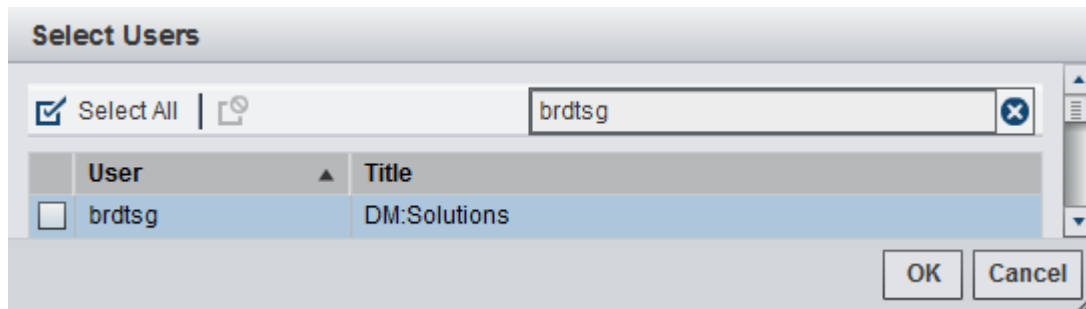 Select Users
Select All brdtsg
User Title
brdtsg DM:Solutions
OK Cancel